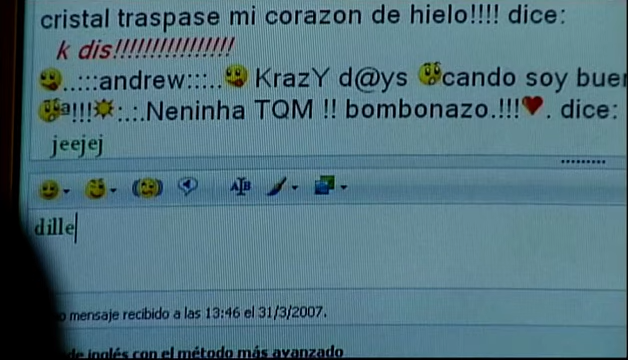 cristal traspase mi corazon de hielo!!!! dice:
k dis!!!!!!!!!!!!!!!!
..:::andrew:::.. KrazY d@ys cando soy
ª!!! :.:.Neninha TQM !! bombonazo.!!! . dice:
jeejej
dille
mensaje recibido a las 13:46 el 31/3/2007.
de inglés con el método más avanzado